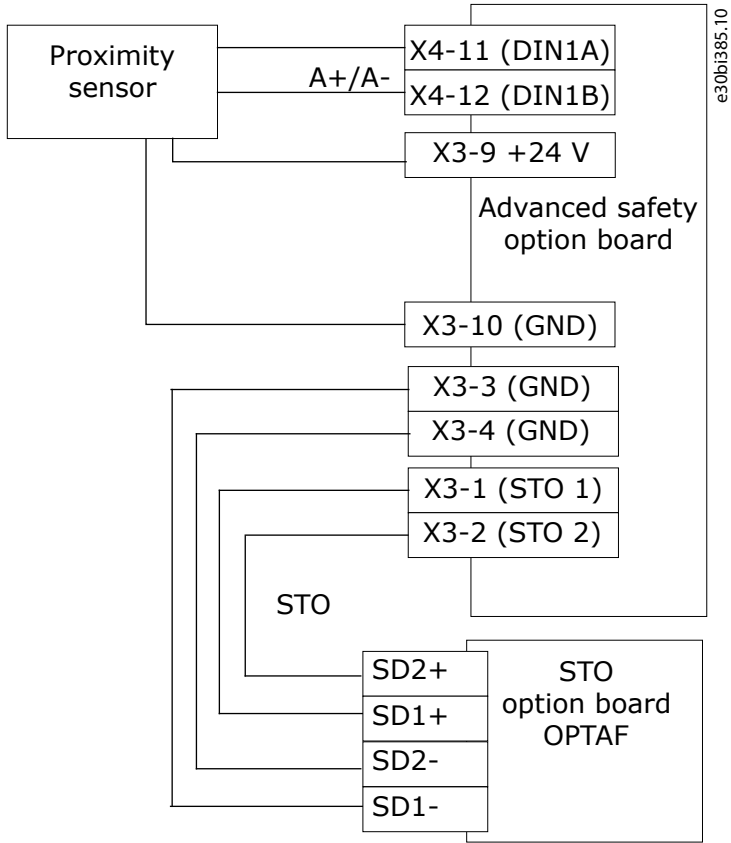 e30bi385.10
Proximity
sensor
A+/A-
X4-11 (DIN1A)
X4-12 (DIN1B)
X3-9 +24 V
Advanced safety
option board
X3-10 (GND)
X3-3 (GND)
X3-4 (GND)
X3-1 (STO 1)
X3-2 (STO 2)
STO
SD2+
SD1+
SD2-
SD1-
STO
option board
OPTAF